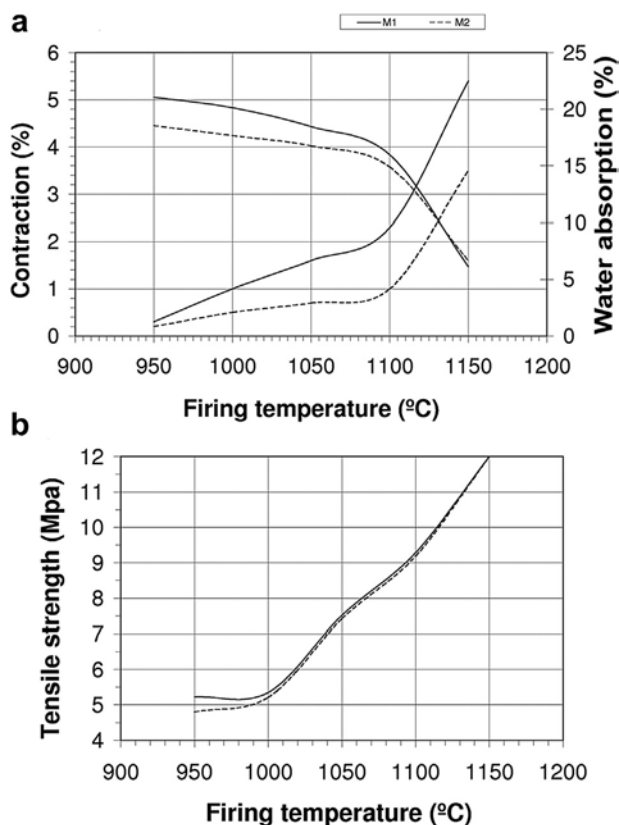 a
M1 M2
Contraction (%)
6
5
4
3
2
1
0
Water absorption (%)
25
20
15
10
5
0
900 950 1000 1050 1100 1150 1200
Firing temperature (ºC)
b
Tensile strength (Mpa)
12
11
10
9
8
7
6
5
4
900 950 1000 1050 1100 1150 1200
Firing temperature (ºC)